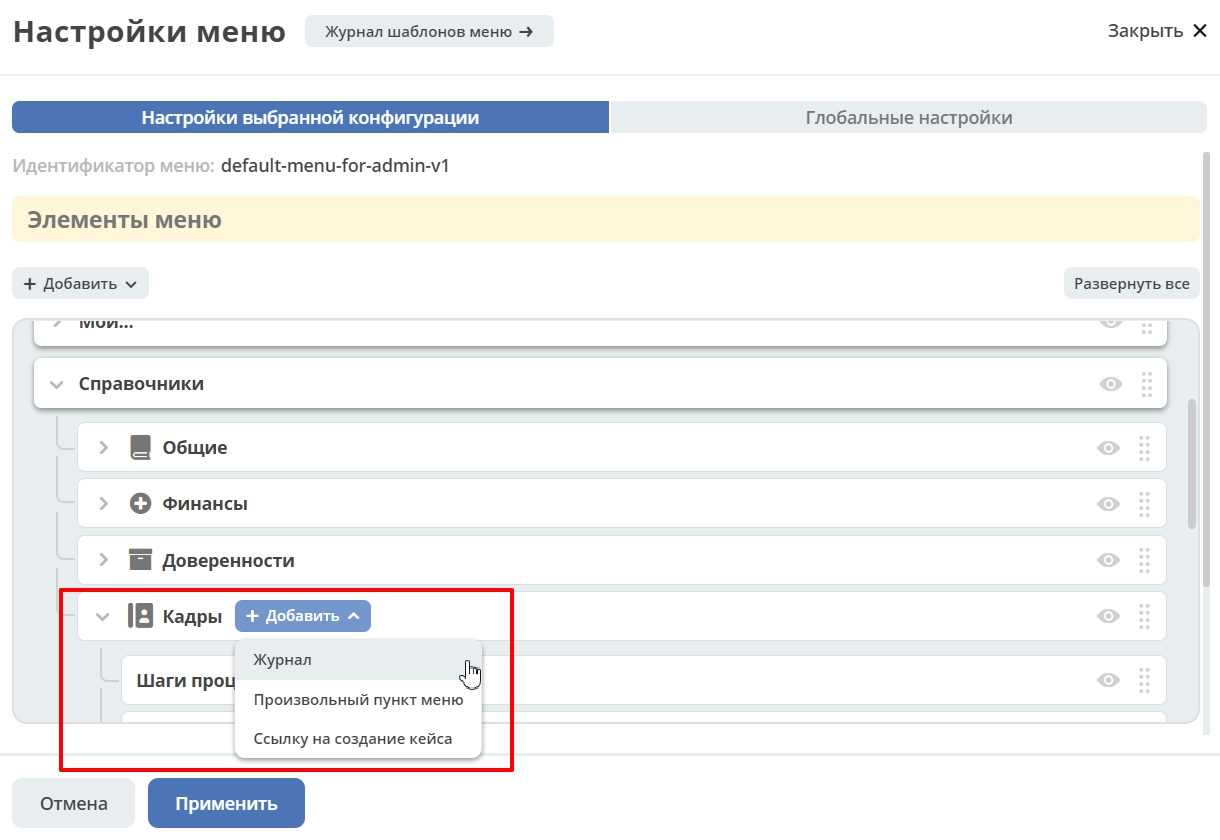 Настройки меню
Журнал шаблонов меню →
Закрыть ✕
Настройки выбранной конфигурации
Глобальные настройки
Идентификатор меню: default-menu-for-admin-v1
Элементы меню
+ Добавить
Развернуть все
Мои...
Справочники
Общие
Финансы
Доверенности
Кадры
+ Добавить
Журнал
Шаги проц
Произвольный пункт меню
Ссылку на создание кейса
Отмена
Применить